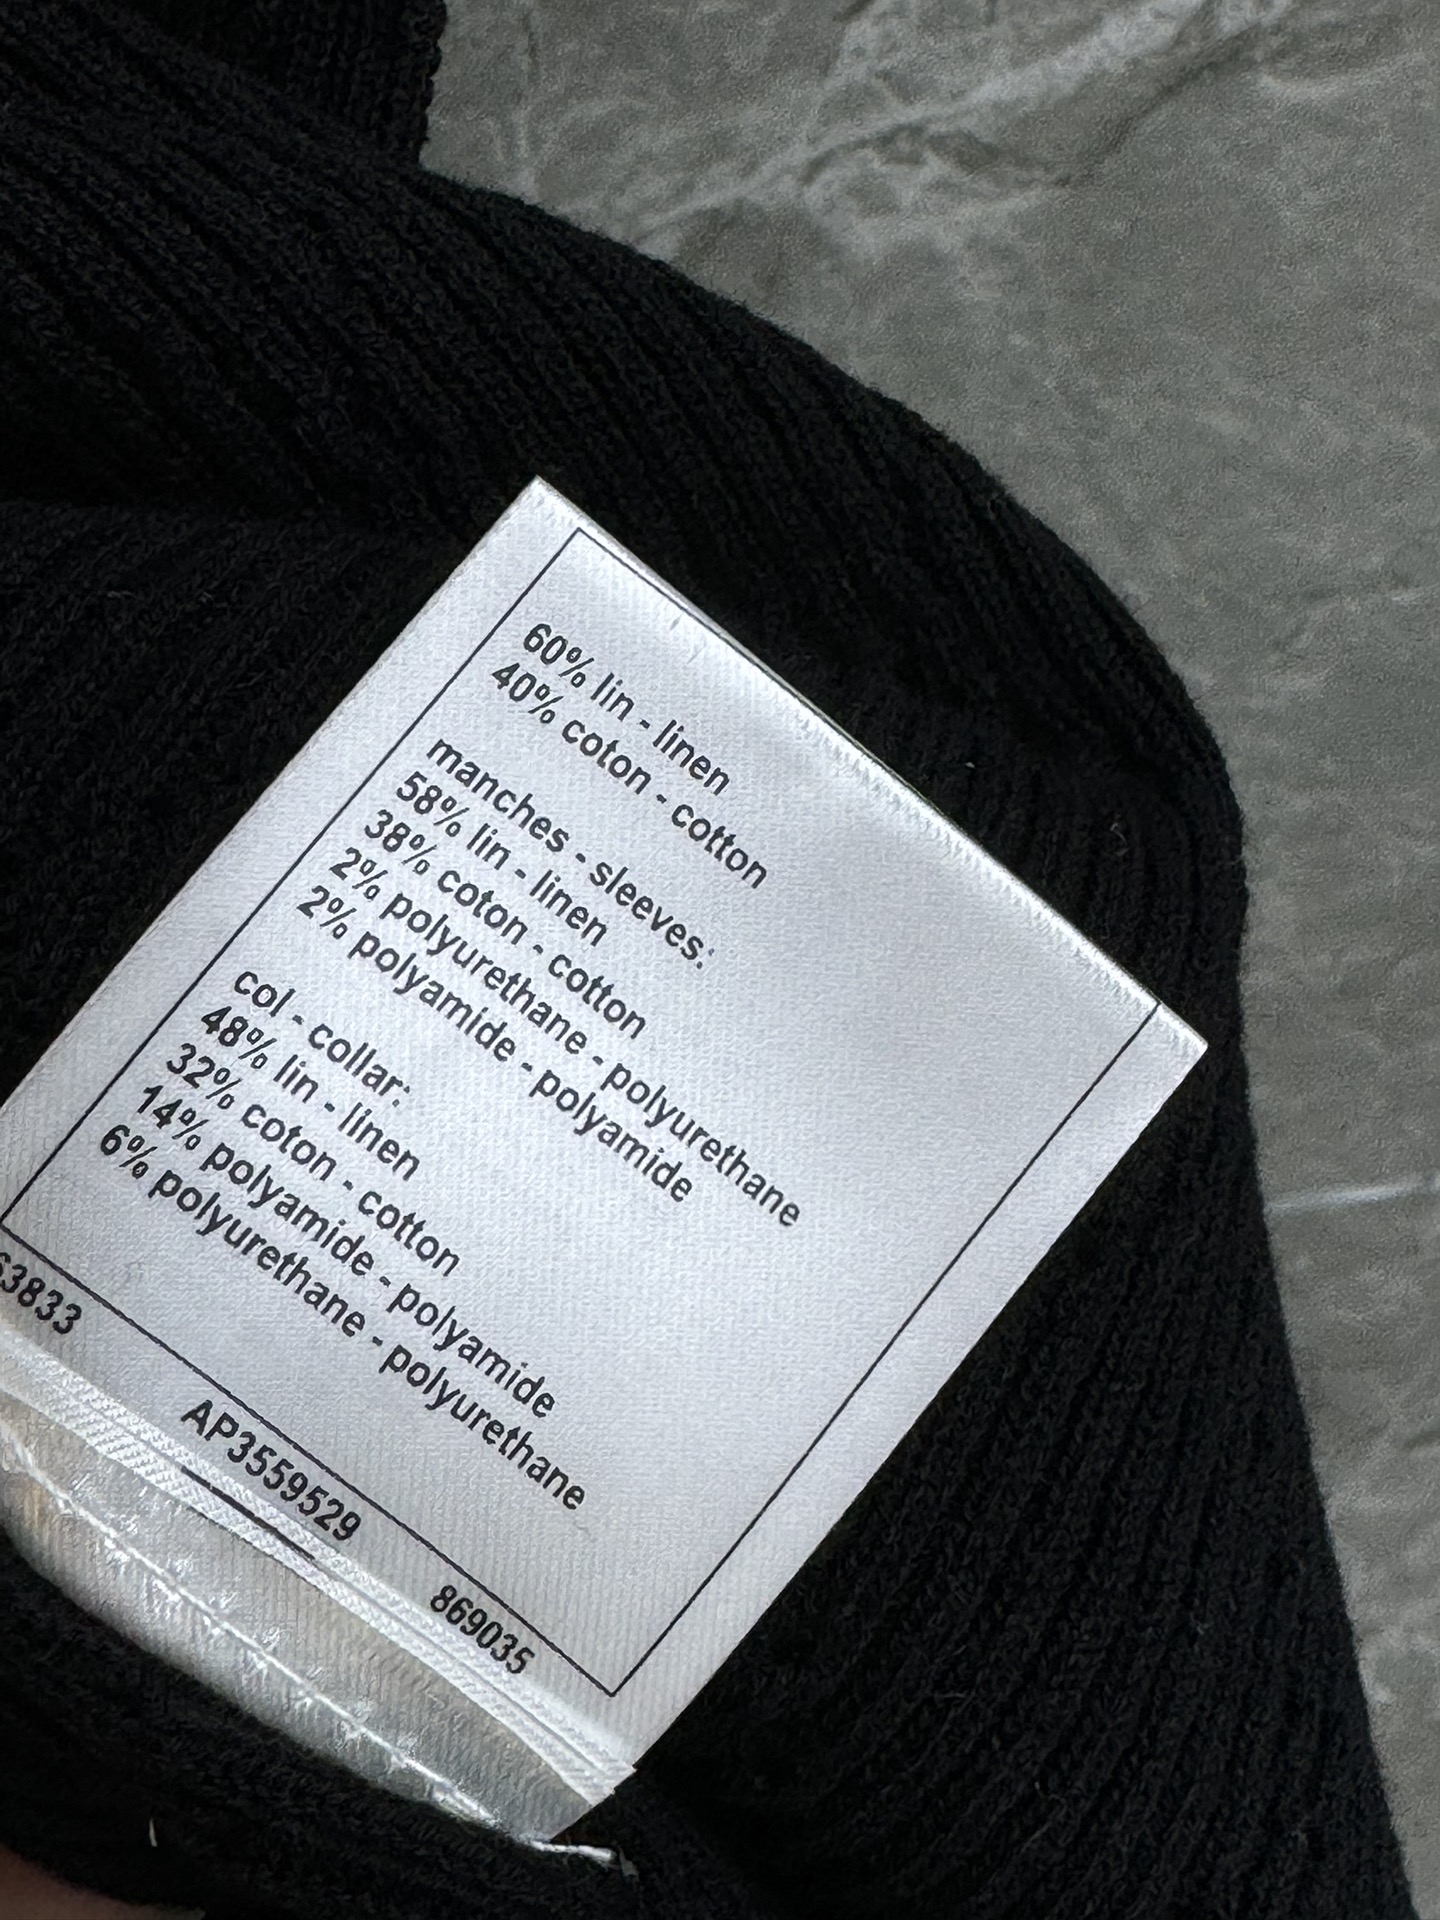 60% lin - linen
40% coton - cotton
manches - sleeves:
58% lin - linen
38% coton - cotton
2% polyurethane - polyurethane
2% polyamide - polyamide
col - collar:
48% lin - linen
32% coton - cotton
14% polyamide - polyamide
6% polyurethane - polyurethane
63833 AP3559529 869035